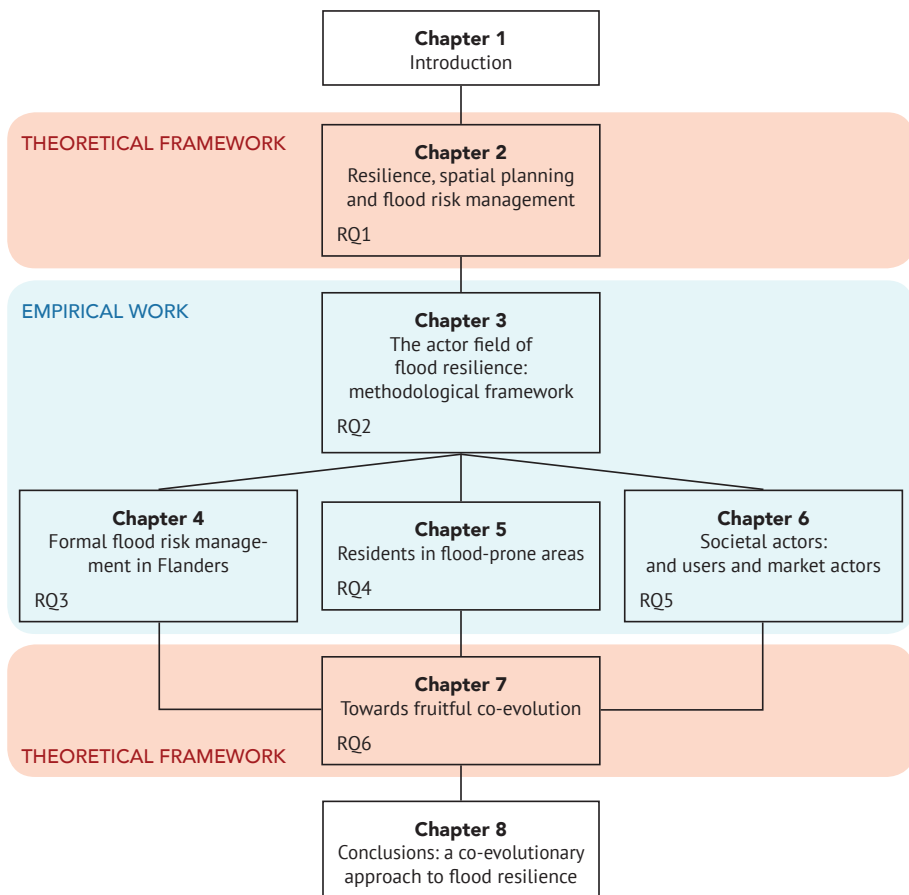 Chapter 1
Introduction
THEORETICAL FRAMEWORK
Chapter 2
Resilience, spatial planning
and flood risk management
RQ1
EMPIRICAL WORK
Chapter 3
The actor field of
flood resilience:
methodological framework
RQ2
Chapter 4
Formal flood risk manage-
ment in Flanders
RQ3
Chapter 5
Residents in flood-prone areas
RQ4
Chapter 6
Societal actors:
and users and market actors
RQ5
Chapter 7
Towards fruitful co-evolution
RQ6
THEORETICAL FRAMEWORK
Chapter 8
Conclusions: a co-evolutionary
approach to flood resilience